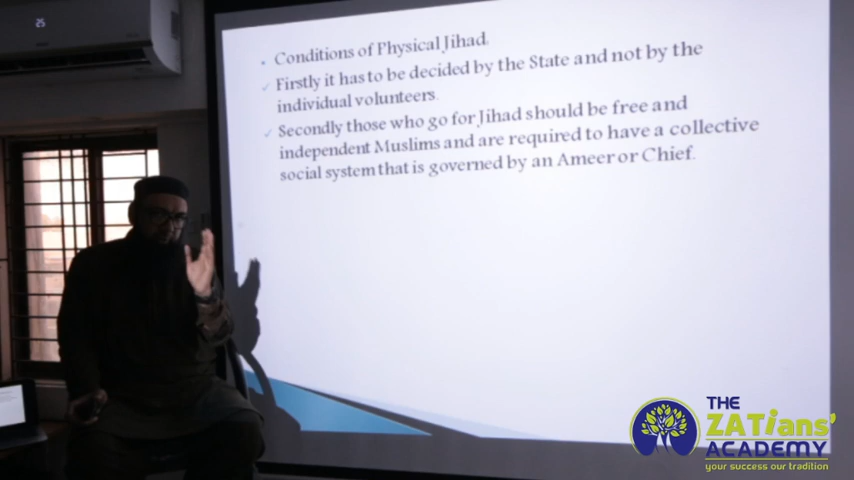 Conditions of Physical Jihad.
Firstly it has to be decided by the State and not by the
individual volunteers.
Secondly those who go for Jihad should be free and
independent Muslims and are required to have a collective
social system that is governed by an Ameer or Chief.
THE
ZATians'
ACADEMY
your success our tradition